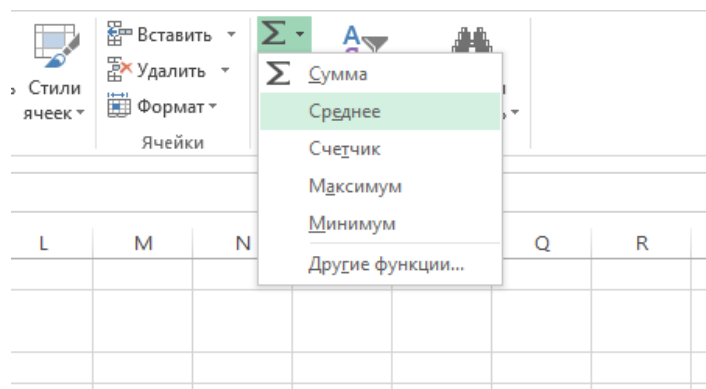 Вставить
Удалить
Формат
Стили
ячеек
Ячейки
Σ
А
Σ Сумма
Среднее
Счетчик
Максимум
Минимум
Другие функции...
L M N Q R